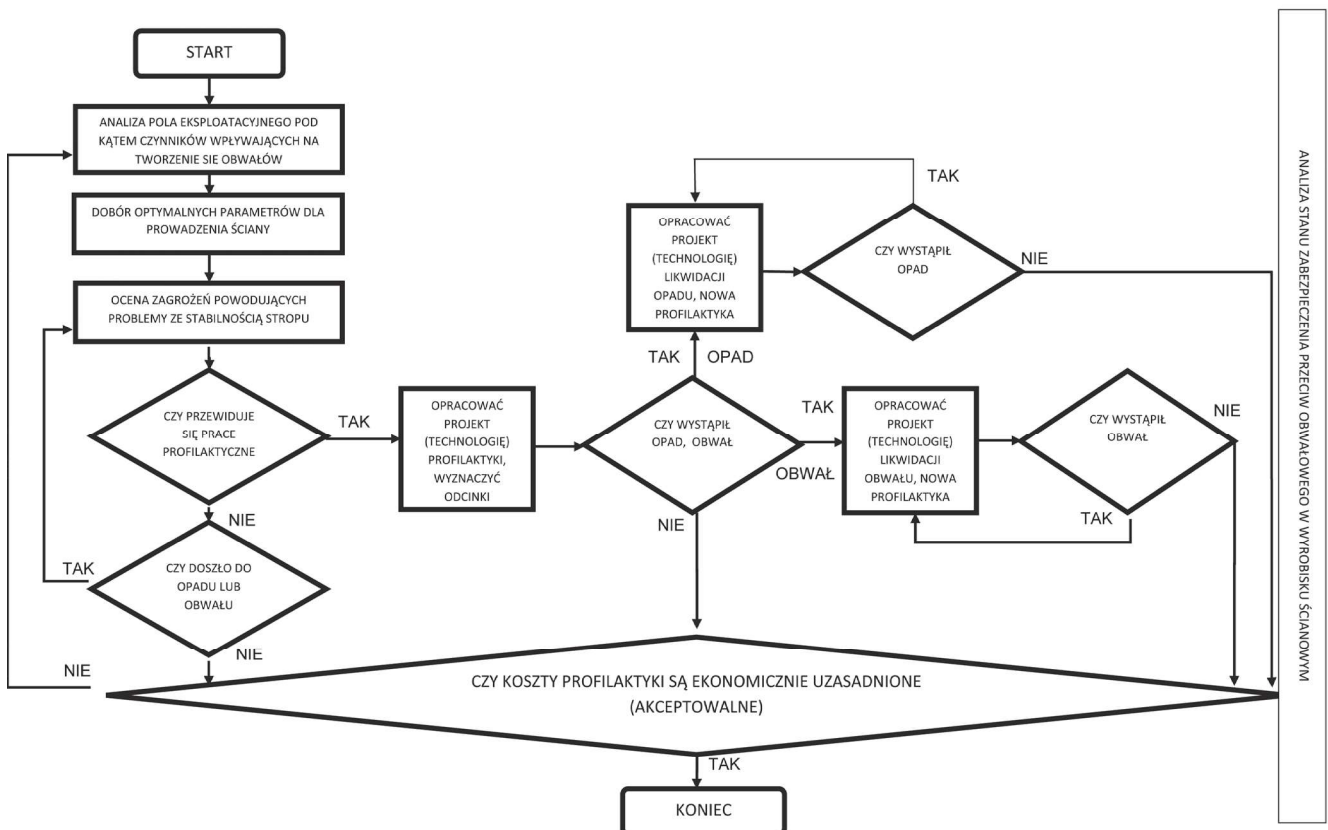 START
ANALIZA POLA EKSPLOATACYJNEGO POD
KĄTEM CZYNNIKÓW WPŁYWAJĄCYCH NA
TWORZENIE SIE OBWAŁÓW
DOBÓR OPTYMALNYCH PARAMETRÓW DLA
PROWADZENIA ŚCIANY
OCENA ZAGROŻEŃ POWODUJĄCYCH
PROBLEMY ZE STABILNOŚCIĄ STROPU
CZY PRZEWIDUJE
SIĘ PRACE
PROFILAKTYCZNE
TAK
NIE
OPRACOWAĆ
PROJEKT
(TECHNOLOGIĘ)
PROFILAKTYKI,
WYZNACZYĆ
ODCINKI
CZY WYSTĄPIŁ
OPAD, OBWAŁ
TAK OPAD
OPRACOWAĆ
PROJEKT
(TECHNOLOGIĘ)
LIKWIDACJI
OPADU, NOWA
PROFILAKTYKA
CZY WYSTĄPIŁ
OPAD
TAK
NIE
TAK
OBWAŁ
OPRACOWAĆ
PROJEKT
(TECHNOLOGIĘ)
LIKWIDACJI
OBWAŁU, NOWA
PROFILAKTYKA
CZY WYSTĄPIŁ
OBWAŁ
NIE
TAK
NIE
CZY DOSZŁO DO
OPADU LUB
OBWAŁU
TAK
NIE
NIE
CZY KOSZTY PROFILAKTYKI SĄ EKONOMICZNIE UZASADNIONE
(AKCEPTOWALNE)
TAK
KONIEC
ANALIZA STANU ZABEZPIECZENIA PRZECIW OBWAŁOWEGO W WYROBISKU ŚCIANOWYM